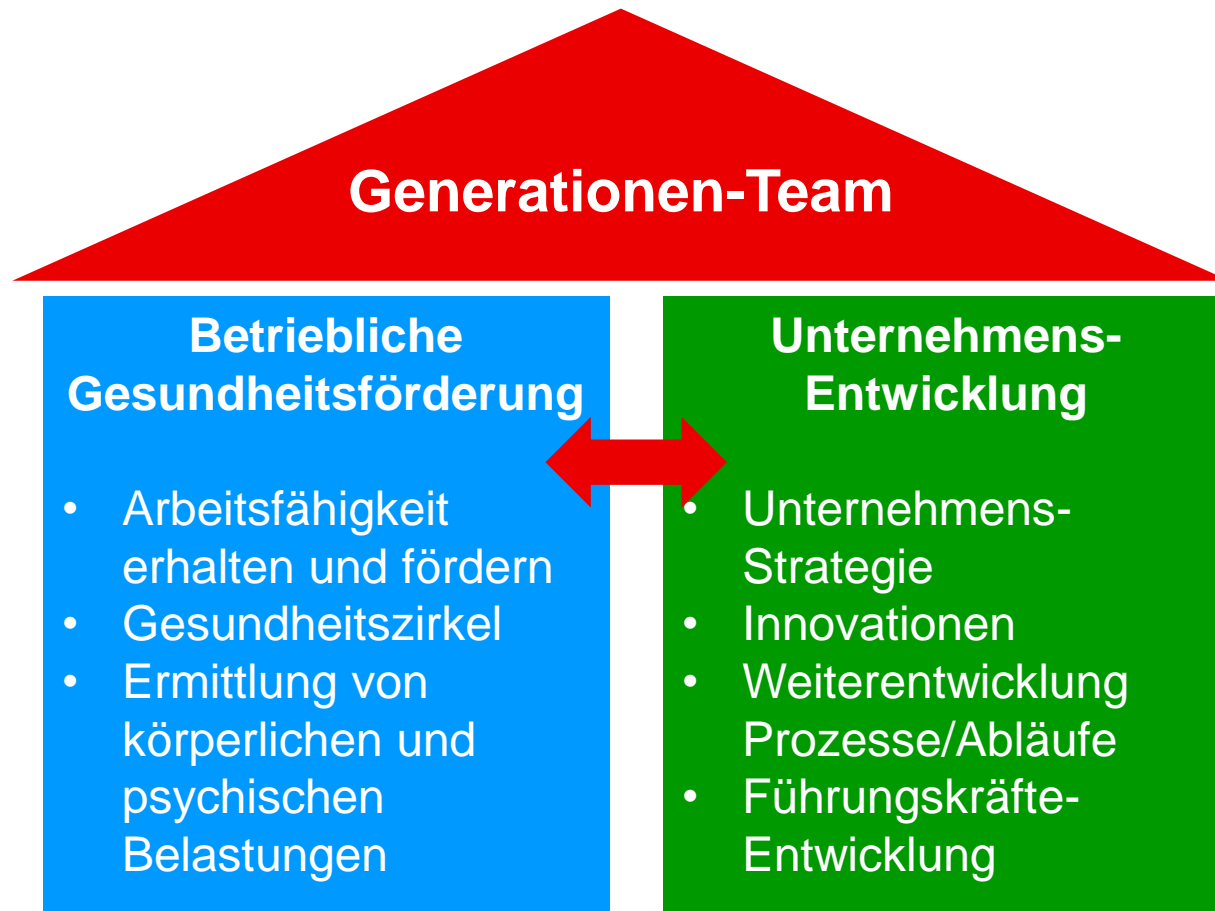 Generationen-Team
Betriebliche
Gesundheitsförderung
• Arbeitsfähigkeit
erhalten und fördern
• Gesundheitszirkel
• Ermittlung von
körperlichen und
psychischen
Belastungen
Unternehmens-
Entwicklung
• Unternehmens-
Strategie
• Innovationen
• Weiterentwicklung
Prozesse/Abläufe
• Führungskräfte-
Entwicklung